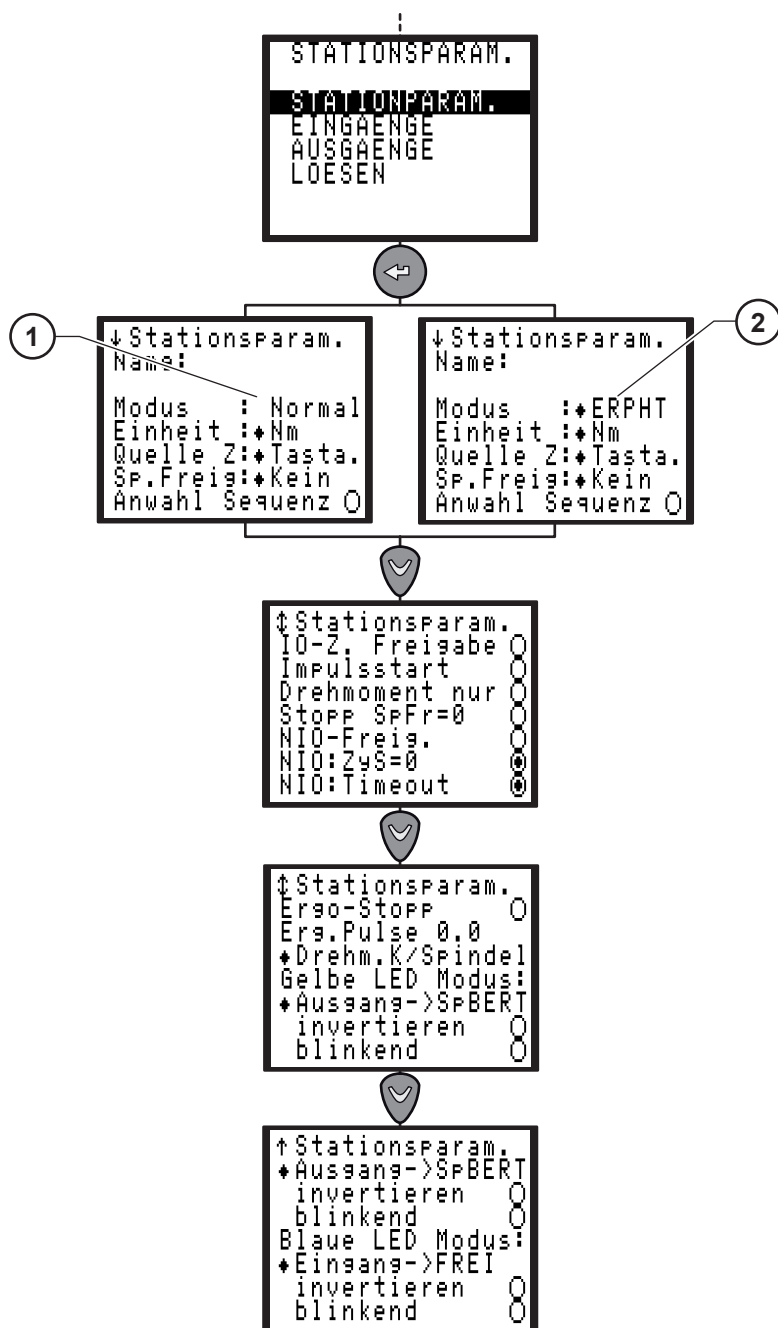 STATIONSPARAM.
STATIONPARAM.
EINGAENGE
AUSGAENGE
LOESEN
1
↓Stationsparam.
Name:
Modus : Normal
Einheit :♦Nm
Quelle Z:♦Tasta.
Sp.Freig:♦Kein
Anwahl Sequenz ○
2
↓Stationsparam.
Name:
Modus :♦ERPHT
Einheit :♦Nm
Quelle Z:♦Tasta.
Sp.Freig:♦Kein
Anwahl Sequenz ○
↕Stationsparam.
IO-Z. Freigabe ○
Impulsstart ○
Drehmoment nur ○
Stopp SpFr=0 ○
NIO-Freig. ○
NIO:ZyS=0 ◉
NIO:Timeout ◉
↕Stationsparam.
Ergo-Stopp ○
Erg.Pulse 0.0
♦Drehm.K/Spindel
Gelbe LED Modus:
♦Ausgang->SpBERT
invertieren ○
blinkend ○
↑Stationsparam.
♦Ausgang->SpBERT
invertieren ○
blinkend ○
Blaue LED Modus:
♦Eingang->FREI
invertieren ○
blinkend ○